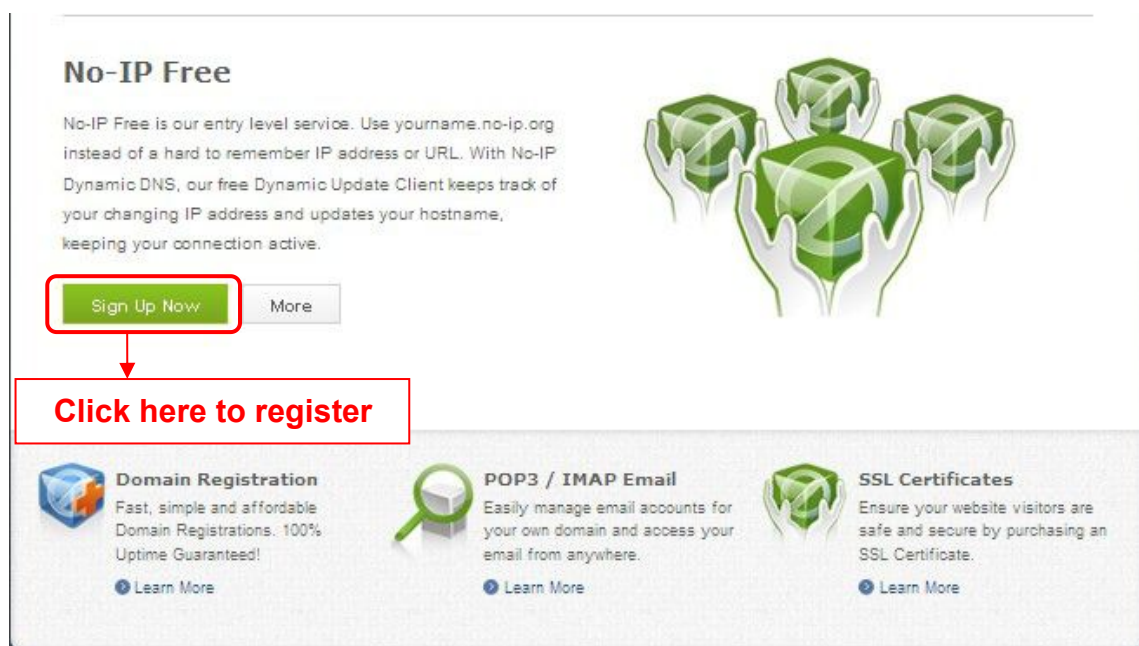 No-IP Free
No-IP Free is our entry level service. Use yourname.no-ip.org
instead of a hard to remember IP address or URL. With No-IP
Dynamic DNS, our free Dynamic Update Client keeps track of
your changing IP address and updates your hostname,
keeping your connection active.
Sign Up Now
More
Click here to register
Domain Registration
Fast, simple and affordable
Domain Registrations. 100%
Uptime Guaranteed!
Learn More
POP3 / IMAP Email
Easily manage email accounts for
your own domain and access your
email from anywhere.
Learn More
SSL Certificates
Ensure your website visitors are
safe and secure by purchasing an
SSL Certificate.
Learn More